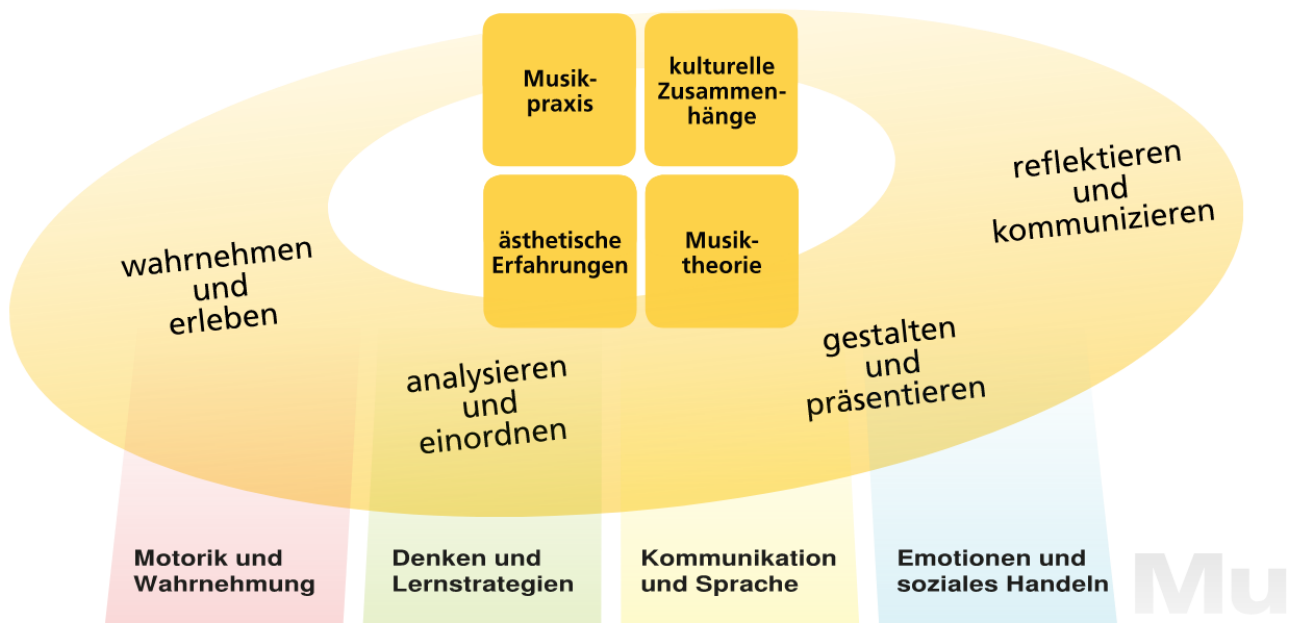 Musik-
praxis
kulturelle
Zusammen-
hänge
ästhetische
Erfahrungen
Musik-
theorie
wahrnehmen
und
erleben
analysieren
und
einordnen
gestalten
und
präsentieren
reflektieren
und
kommunizieren
Motorik und
Wahrnehmung
Denken und
Lernstrategien
Kommunikation
und Sprache
Emotionen und
soziales Handeln
Mu